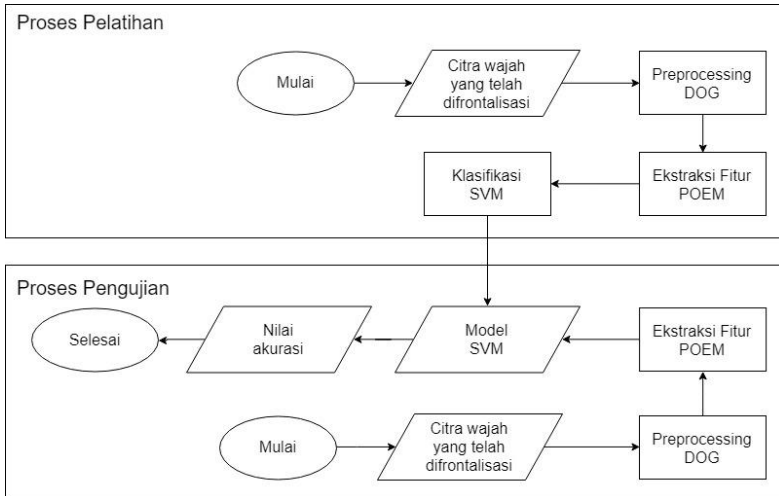 Proses Pelatihan
Mulai
Citra wajah
yang telah
difrontalisasi
Preprocessing
DOG
Klasifikasi
SVM
Ekstraksi Fitur
POEM
Proses Pengujian
Selesai
Nilai
akurasi
Model
SVM
Ekstraksi Fitur
POEM
Mulai
Citra wajah
yang telah
difrontalisasi
Preprocessing
DOG